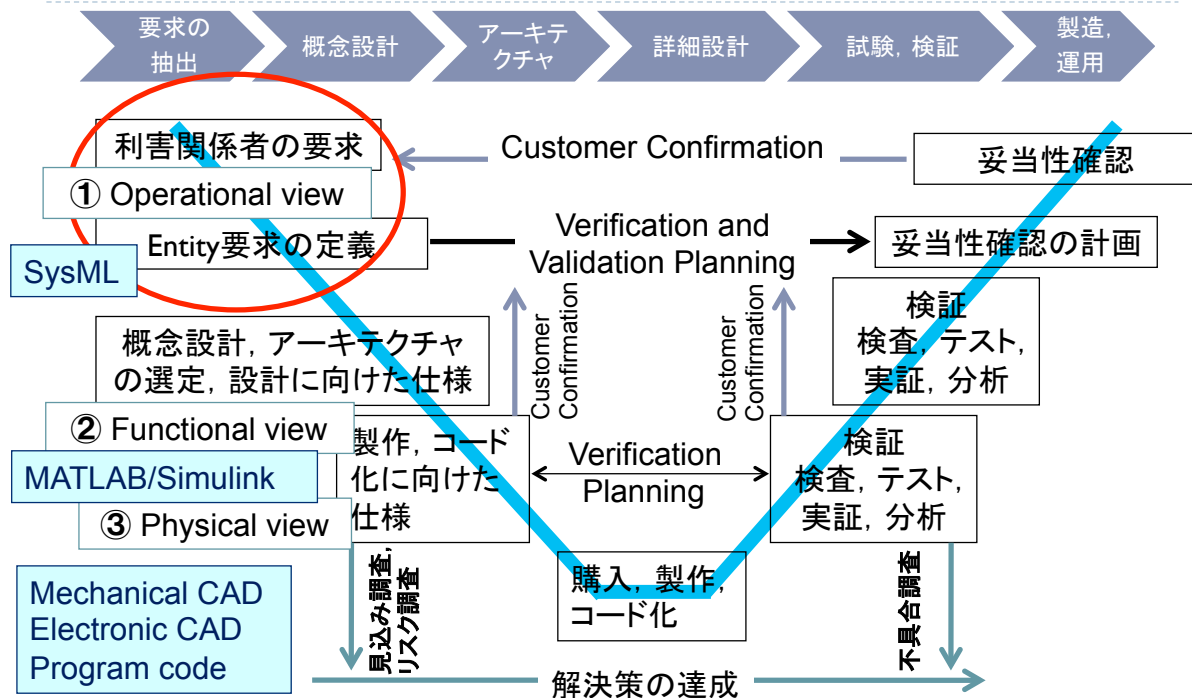 要求の
抽出
概念設計
アーキテ
クチャ
詳細設計
試験，検証
製造，
運用
利害関係者の要求
Customer Confirmation
妥当性確認
① Operational view
Entity要求の定義
Verification and
Validation Planning
妥当性確認の計画
SysML
概念設計，アーキテクチャ
の選定，設計に向けた仕様
Customer
Confirmation
Customer
Confirmation
検証
検査，テスト，
実証，分析
② Functional view
製作，コード
化に向けた
仕様
Verification
Planning
検証
検査，テスト，
実証，分析
MATLAB/Simulink
③ Physical view
見込み調査，
リスク調査
購入，製作，
コード化
不具合調査
Mechanical CAD
Electronic CAD
Program code
解決策の達成